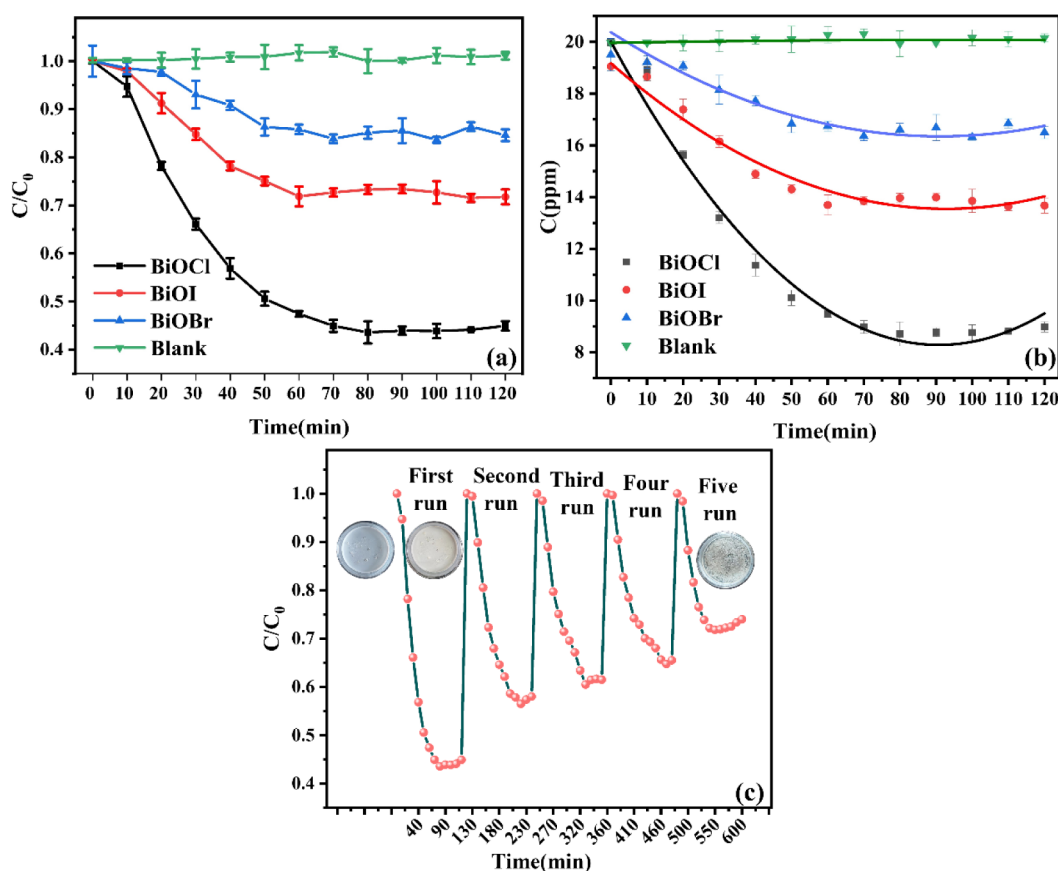 1.0
0.9
0.8
0.7
0.6
0.5
0.4
C/C0
BiOCl
BiOI
BiOBr
Blank
(a)
0 10 20 30 40 50 60 70 80 90 100 110 120
Time(min)
20
18
16
14
12
10
8
C(ppm)
BiOCl
BiOI
BiOBr
Blank
(b)
0 10 20 30 40 50 60 70 80 90 100 110 120
Time(min)
First Second Third Four Five
run run run run run
1.0
0.9
0.8
0.7
0.6
0.5
0.4
C/C0
(c)
40 90 130 180 230 270 320 360 410 460 500 550 600
Time(min)